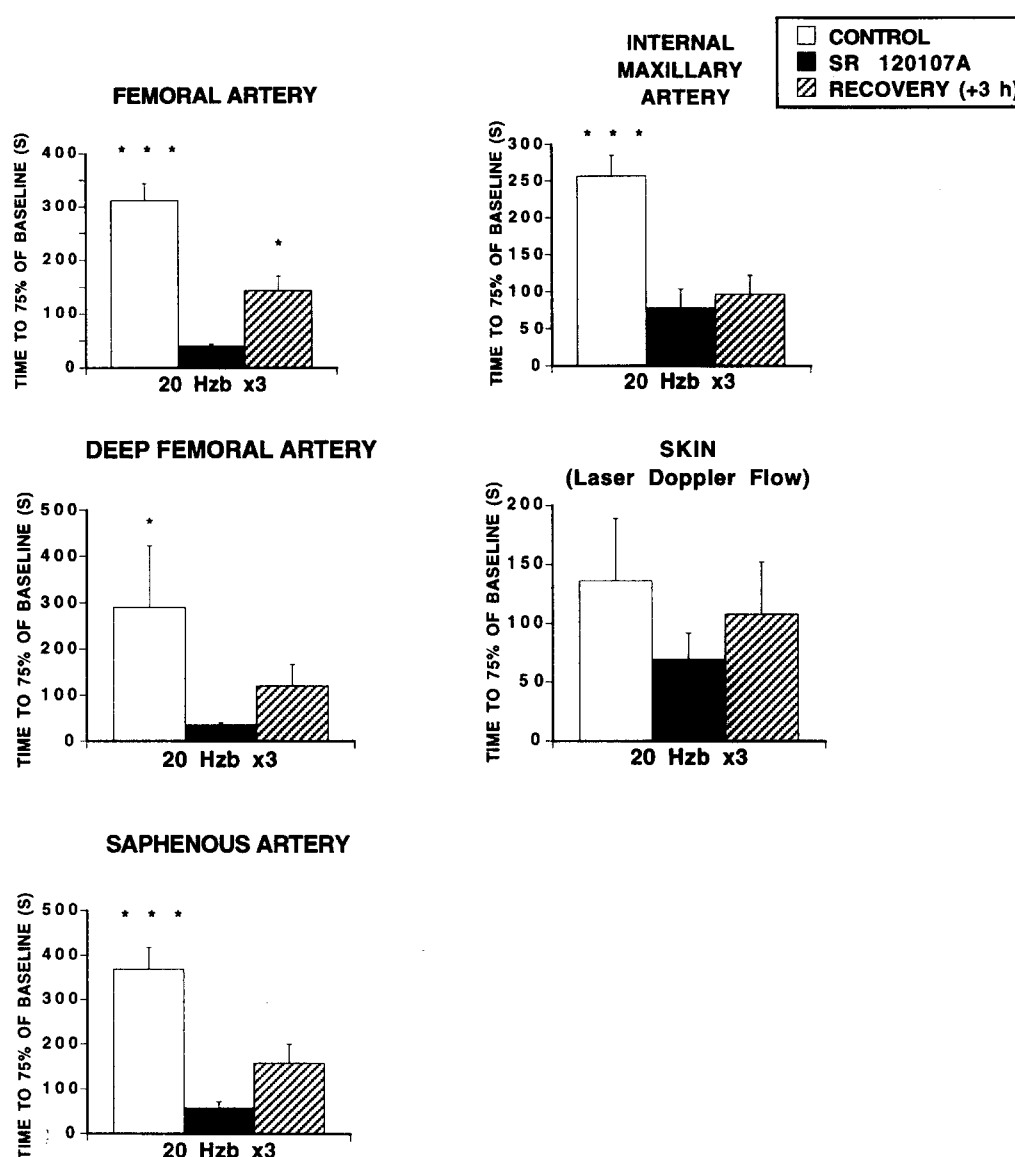 INTERNAL
MAXILLARY
ARTERY
CONTROL
SR 120107A
RECOVERY (+3 h)
FEMORAL ARTERY
* * *
*
TIME TO 75% OF BASELINE (S)
400
300
200
100
0
20 Hzb x3
* * *
TIME TO 75% OF BASELINE (S)
300
250
200
150
100
50
0
20 Hzb x3
DEEP FEMORAL ARTERY
*
TIME TO 75% OF BASELINE (S)
500
400
300
200
100
0
20 Hzb x3
SKIN
(Laser Doppler Flow)
TIME TO 75% OF BASELINE (S)
200
150
100
50
0
20 Hzb x3
SAPHENOUS ARTERY
* * *
TIME TO 75% OF BASELINE (S)
500
400
300
200
100
0
20 Hzb x3